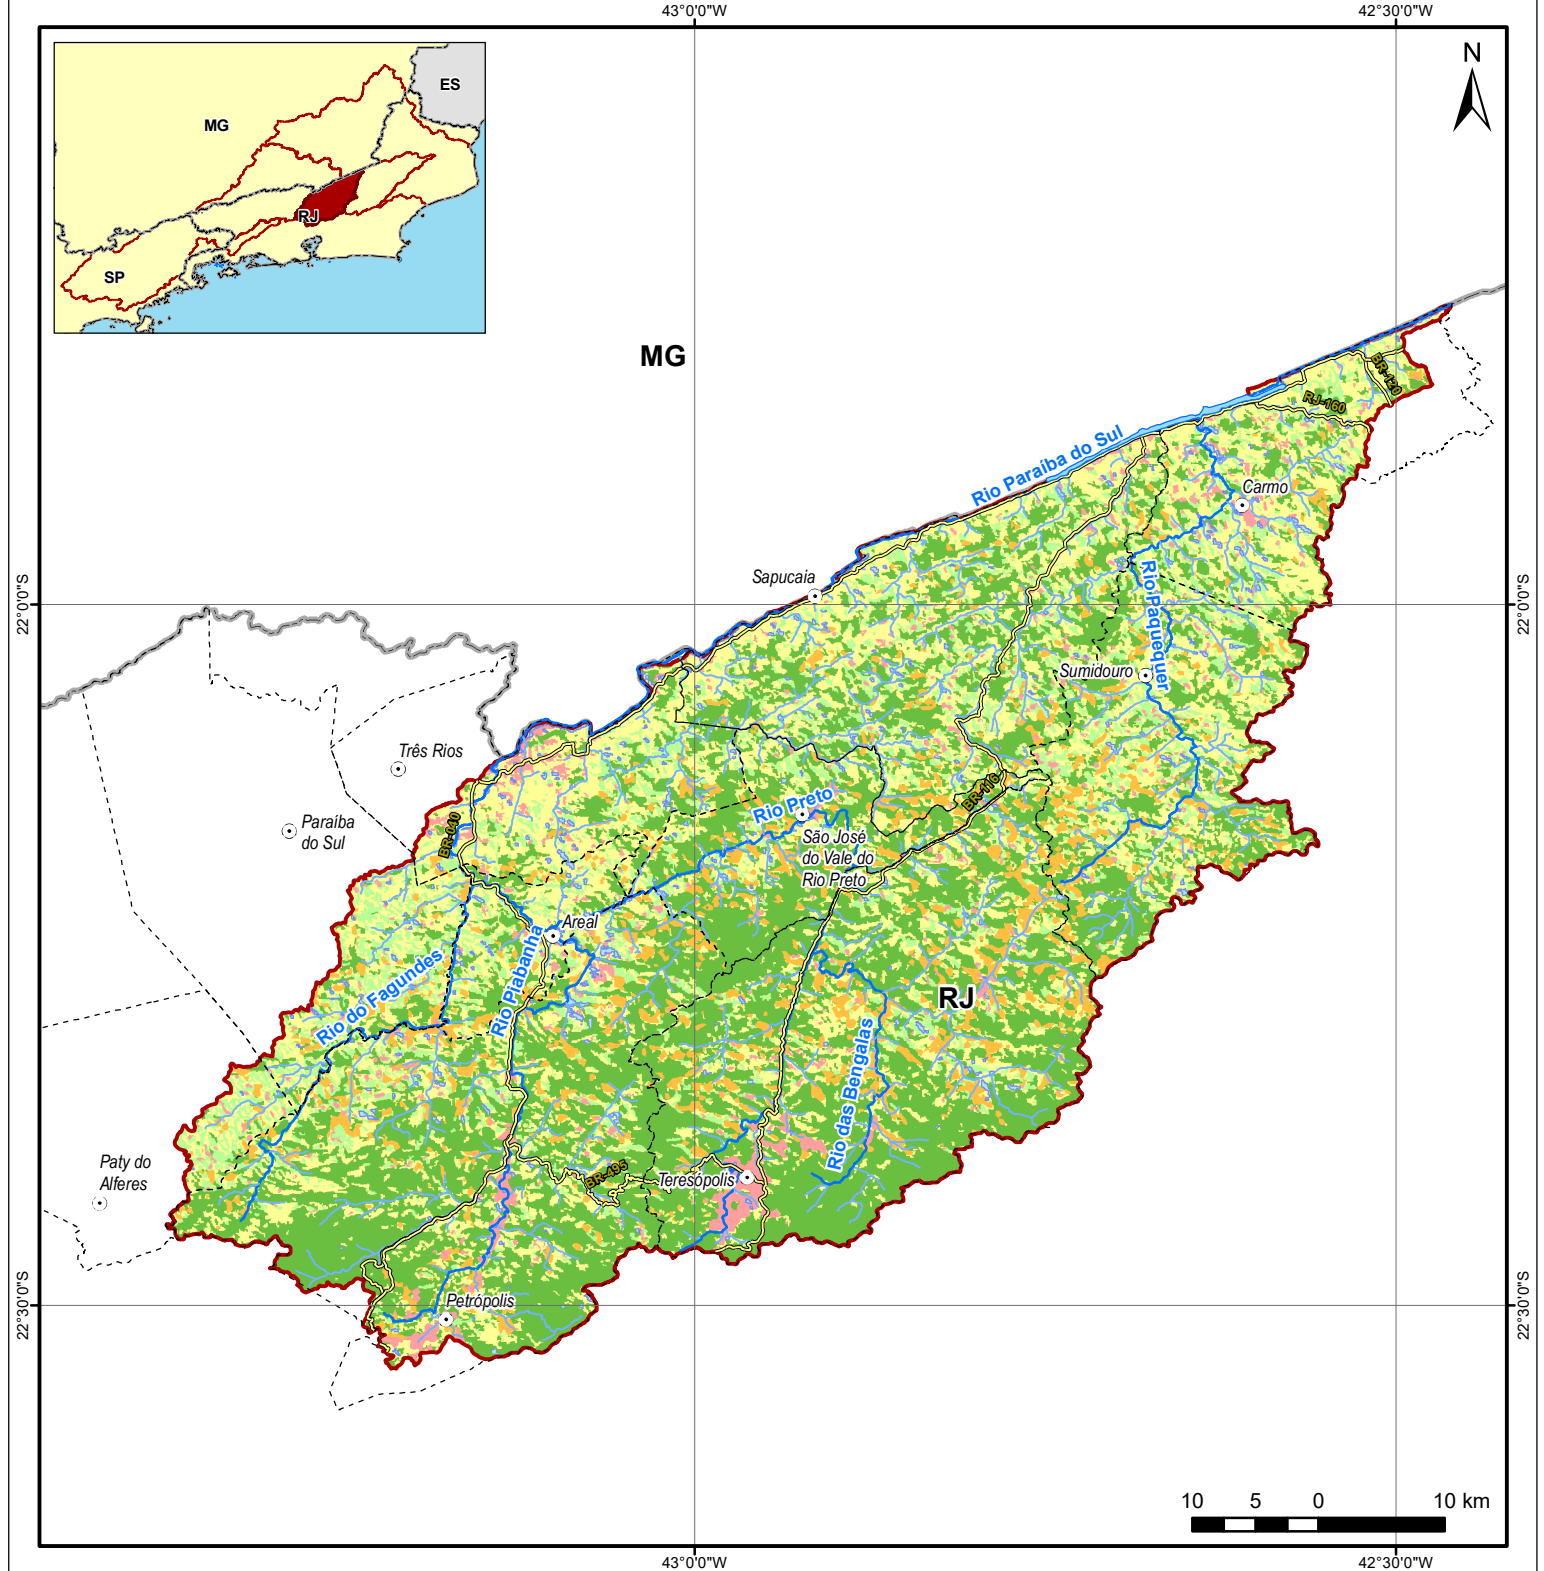 43°0'0"W
42°30'0"W
N
ES
MG
RJ
SP
MG
BR-120
RJ-160
Rio Paraíba do Sul
Carmo
Sapucaia
Rio Paquequer
22°0'0"S
22°0'0"S
Sumidouro
Três Rios
BR-116
Rio Preto
Paraíba
do Sul
BR-040
São José
do Vale do
Rio Preto
Areal
Rio Piabanha
Rio do Fagundes
RJ
Rio das Bengalas
Paty do
Alferes
BR-495
Teresópolis
22°30'0"S
22°30'0"S
Petrópolis
10 5 0 10 km
43°0'0"W
42°30'0"W